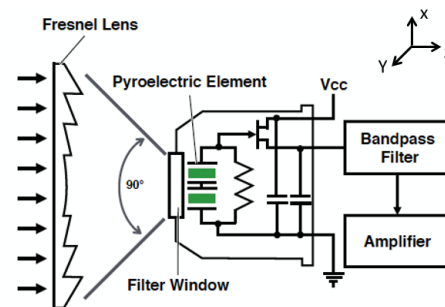 Fresnel Lens
X
Y
Pyroelectric Element
Vcc
Bandpass
Filter
90°
Amplifier
Filter Window